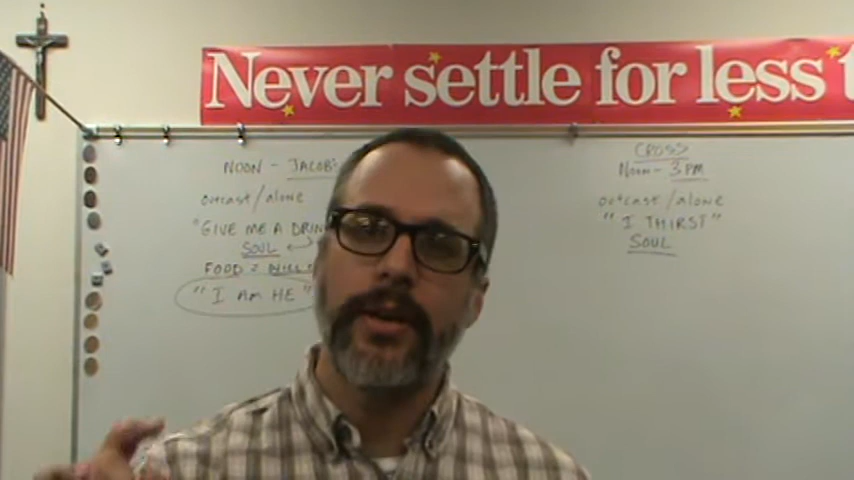 Never settle for less
NOON - JACOB'S
outcast/alone
"GIVE ME A DRIN
SOUL
FOOD =
"I AM HE"
CROSS
Noon - 3PM
outcast/alone
"I THIRST"
SOUL